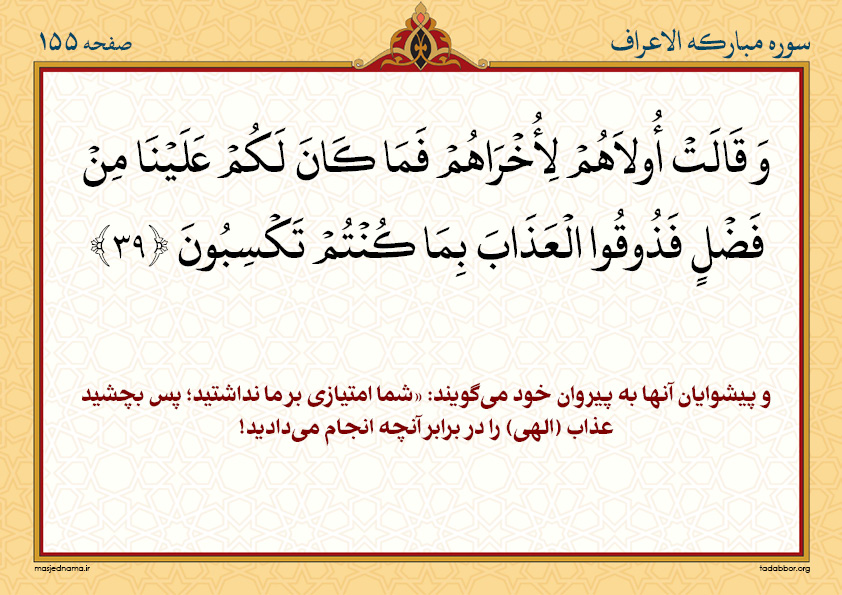 سوره مبارکه الاعراف
صفحه ۱۵۵
وَ قَالَتْ أُولاَهُمْ لِأُخْرَاهُمْ فَمَا كَانَ لَكُمْ عَلَيْنَا مِنْ
فَضْلٍ فَذُوقُوا الْعَذَابَ بِمَا كُنْتُمْ تَكْسِبُونَ ﴿۳۹﴾
و پیشوایان آنها به پیروان خود می‌گویند: «شما امتیازی بر ما نداشتید؛ پس بچشید
عذاب (الهی) را در برابر آنچه انجام می‌دادید!
masjednama.ir
tadabbor.org